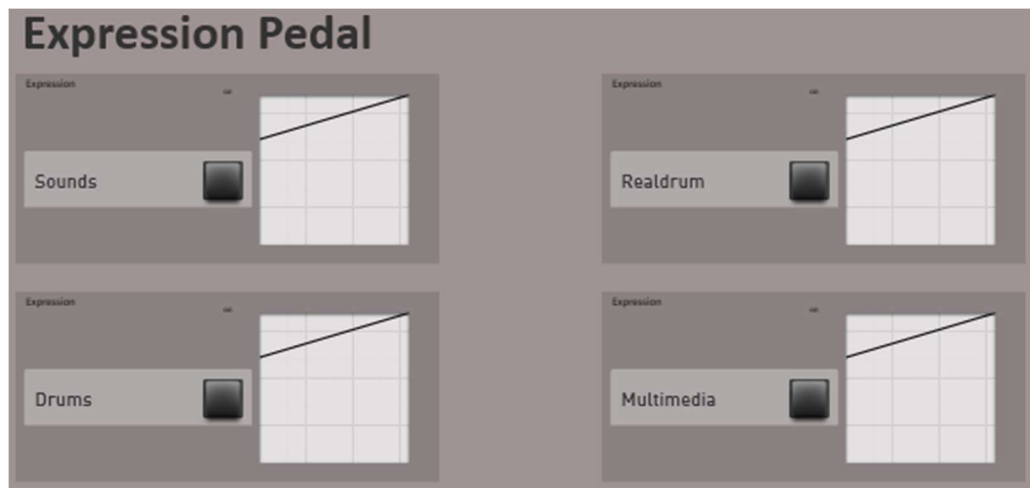 Expression Pedal
Expression
Expression
Sounds
Realdrum
Expression
Expression
Drums
Multimedia